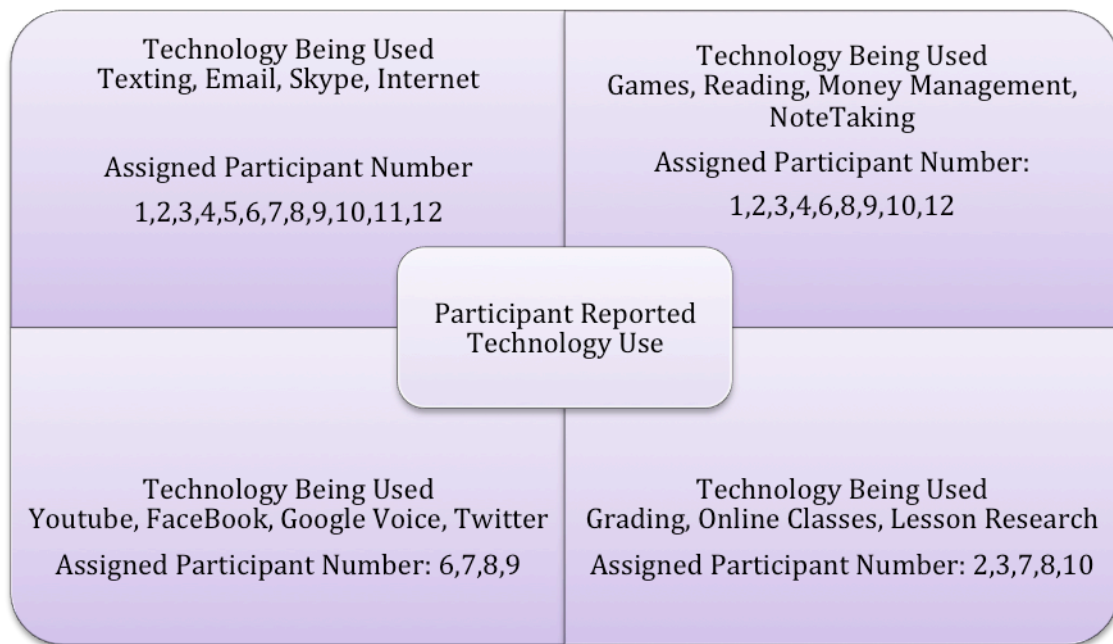 Technology Being Used
Texting, Email, Skype, Internet
Assigned Participant Number
1,2,3,4,5,6,7,8,9,10,11,12
Technology Being Used
Games, Reading, Money Management,
NoteTaking
Assigned Participant Number:
1,2,3,4,6,8,9,10,12
Participant Reported
Technology Use
Technology Being Used
Youtube, FaceBook, Google Voice, Twitter
Assigned Participant Number: 6,7,8,9
Technology Being Used
Grading, Online Classes, Lesson Research
Assigned Participant Number: 2,3,7,8,10